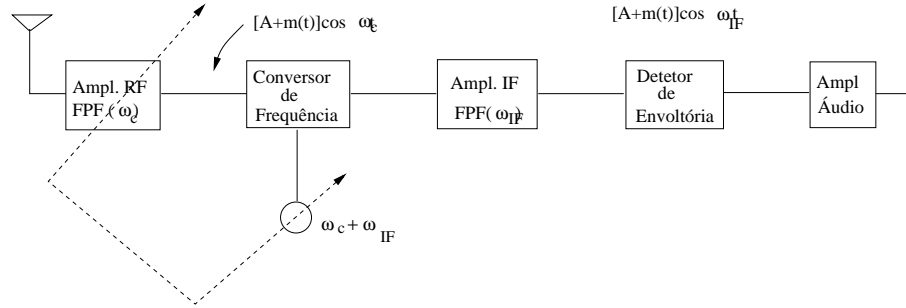 [A+m(t)]cos ωct
[A+m(t)]cos ωIFt
Ampl. RF
FPF (ωc)
Conversor
de
Frequência
Ampl. IF
FPF(ωIF)
Detetor
de
Envoltória
Ampl
Áudio
ωc + ωIF